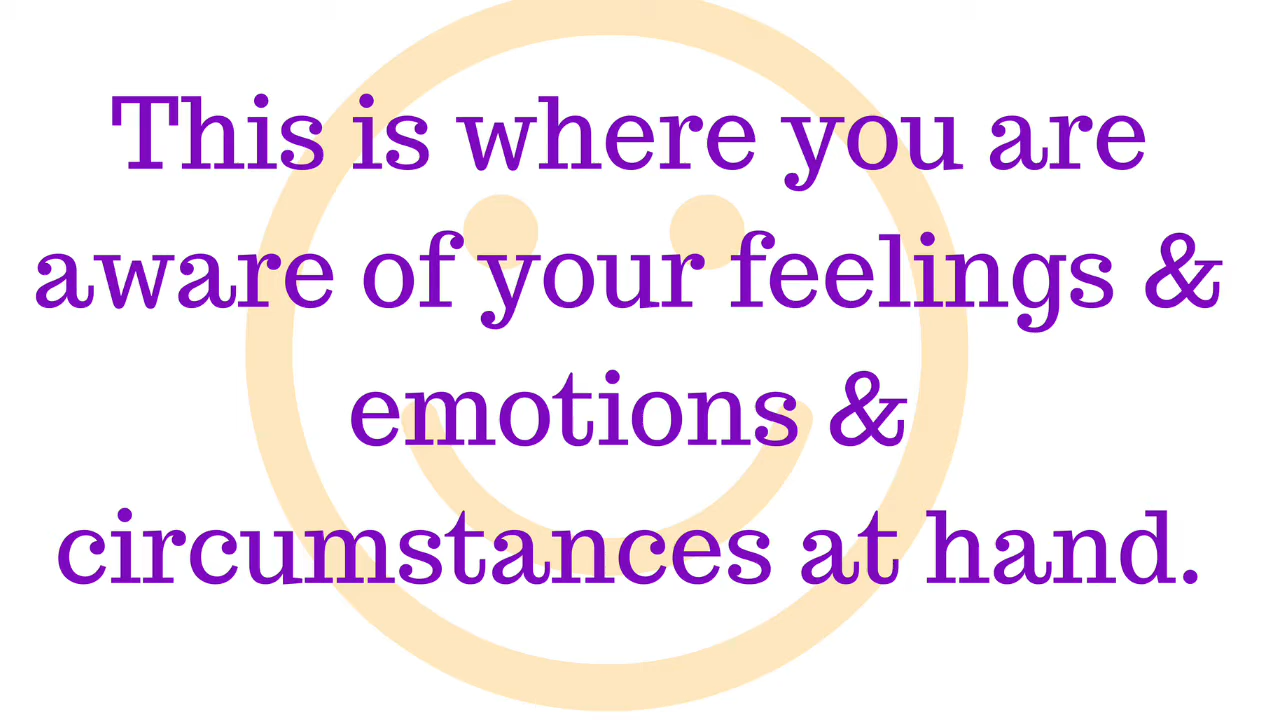 This is where you are
aware of your feelings &
emotions &
circumstances at hand.